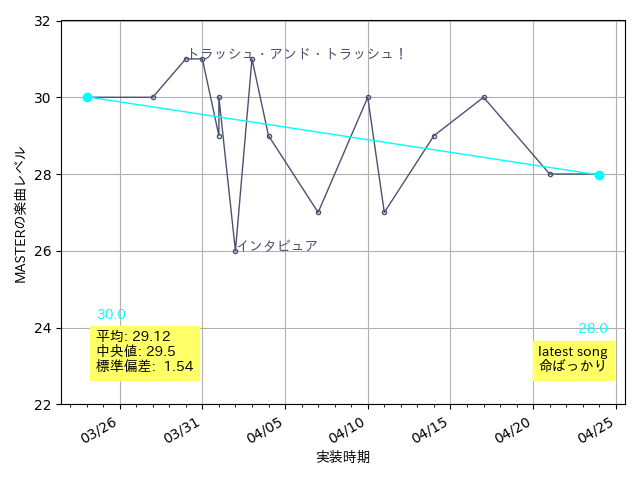 32
トラッシュ・アンド・トラッシュ！
30
28
MASTERの楽曲レベル
26
インタビュア
30.0
24
28.0
平均: 29.12
中央値: 29.5
標準偏差: 1.54
latest song
命ばっかり
22
03/26
03/31
04/05
04/10
04/15
04/20
04/25
実装時期